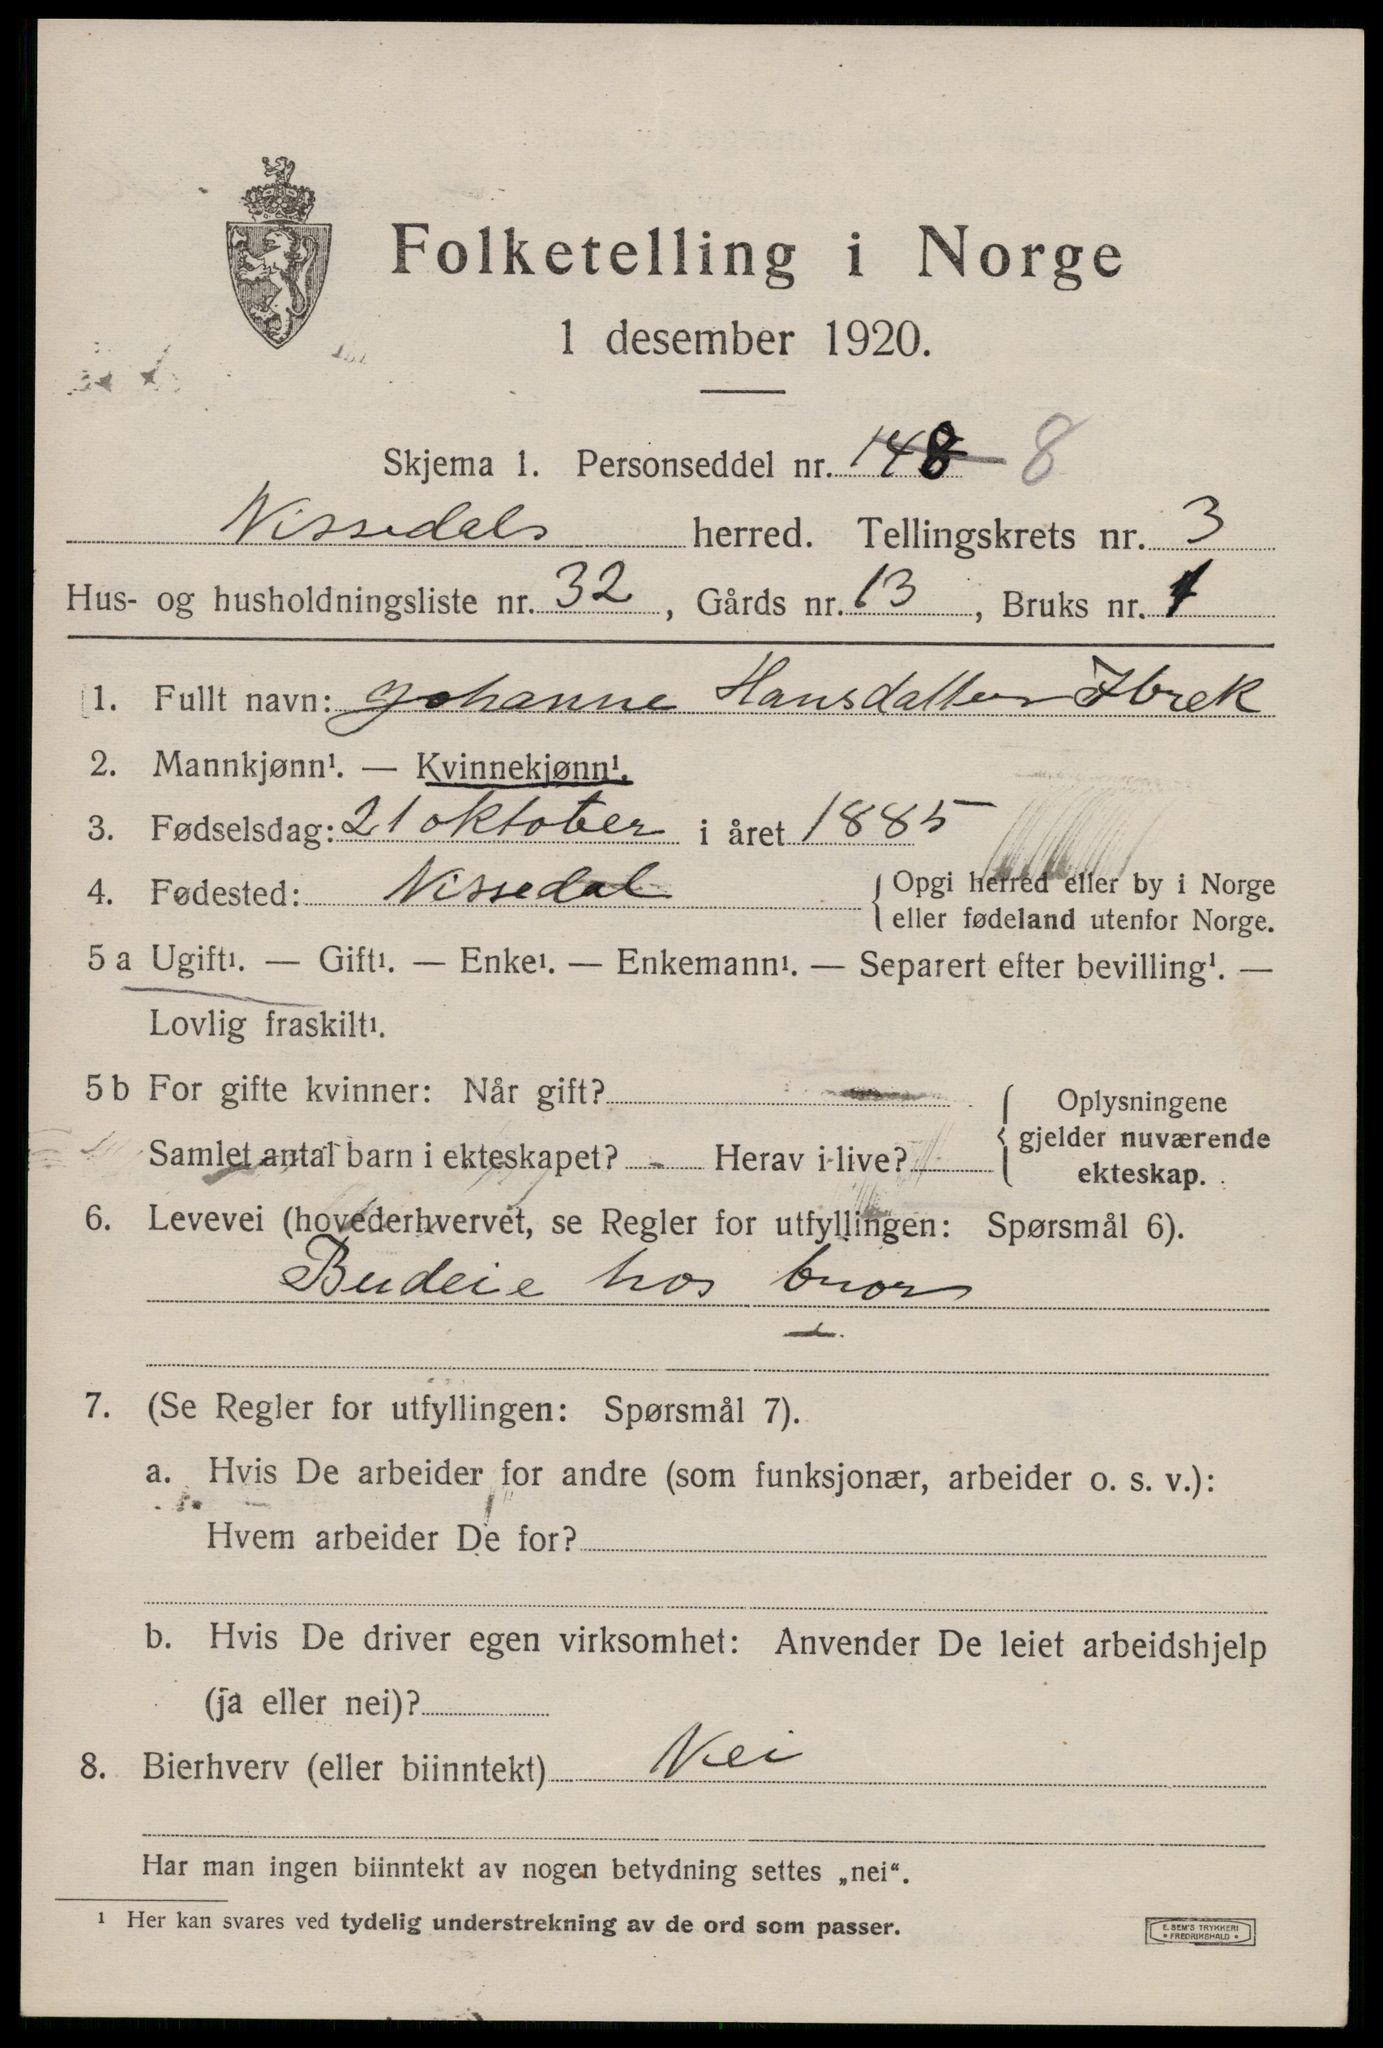 Folketelling i Norge
1 desember 1920.
Skjema 1. Personseddel nr. 148 8
Nissedals herred. Tellingskrets nr. 3
Hus- og husholdningsliste nr. 32, Gårds nr. 13, Bruks nr. 1
1. Fullt navn: Johanne Hansdatter
2. Mannkjønn¹. — Kvinnekjønn¹.
3. Fødselsdag: 21 oktober i året 1885
4. Fødested: Nissedal { Opgi herred eller by i Norge
eller fødeland utenfor Norge.
5 a Ugift¹. — Gift¹. — Enke¹. — Enkemann¹. — Separert efter bevilling¹. —
Lovlig fraskilt¹.
5 b For gifte kvinner: Når gift? { Oplysningene
gjelder nuværende
ekteskap.
Samlet antal barn i ekteskapet? - Herav i live?
6. Levevei (hovederhvervet, se Regler for utfyllingen: Spørsmål 6).
Budeie hos bror
7. (Se Regler for utfyllingen: Spørsmål 7).
a. Hvis De arbeider for andre (som funksjonær, arbeider o. s. v.):
Hvem arbeider De for?
b. Hvis De driver egen virksomhet: Anvender De leiet arbeidshjelp
(ja eller nei)?
8. Bierhverv (eller biinntekt) Nei
Har man ingen biinntekt av nogen betydning settes „nei“.
¹ Her kan svares ved tydelig understrekning av de ord som passer.
E. SEM'S TRYKKERI
• FREDRIKSHALD •